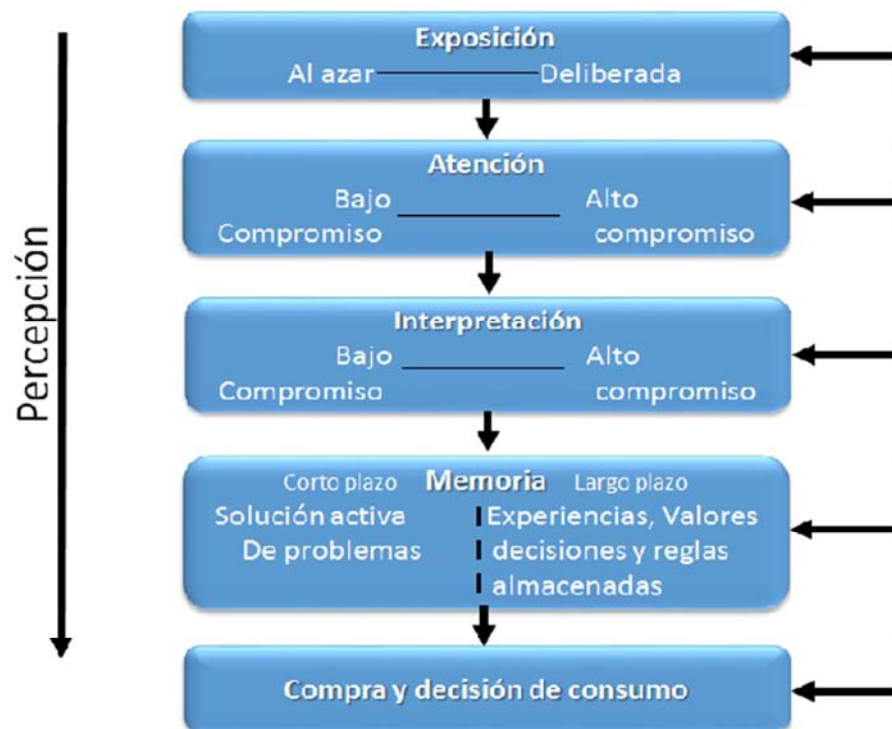 Percepción
Exposición
Al azar Deliberada
Atención
Bajo Alto
Compromiso compromiso
Interpretación
Bajo Alto
Compromiso compromiso
Corto plazo Memoria Largo plazo
Solución activa Experiencias, Valores
De problemas decisiones y reglas
almacenadas
Compra y decisión de consumo